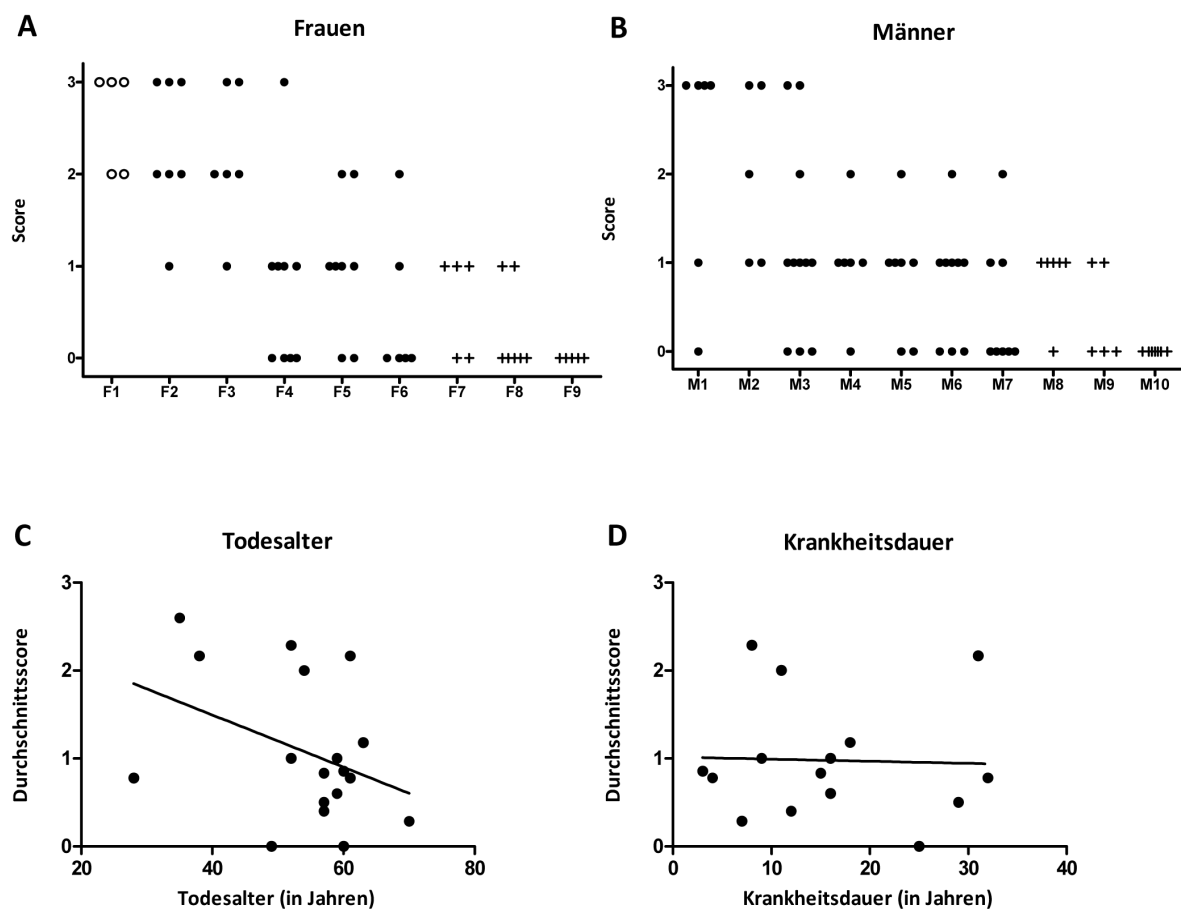 A
Frauen
Score
3
2
1
0
F1 F2 F3 F4 F5 F6 F7 F8 F9
B
Männer
Score
3
2
1
0
M1 M2 M3 M4 M5 M6 M7 M8 M9 M10
C
Todesalter
Durchschnittsscore
3
2
1
0
20 40 60 80
Todesalter (in Jahren)
D
Krankheitsdauer
Durchschnittsscore
3
2
1
0
0 10 20 30 40
Krankheitsdauer (in Jahren)